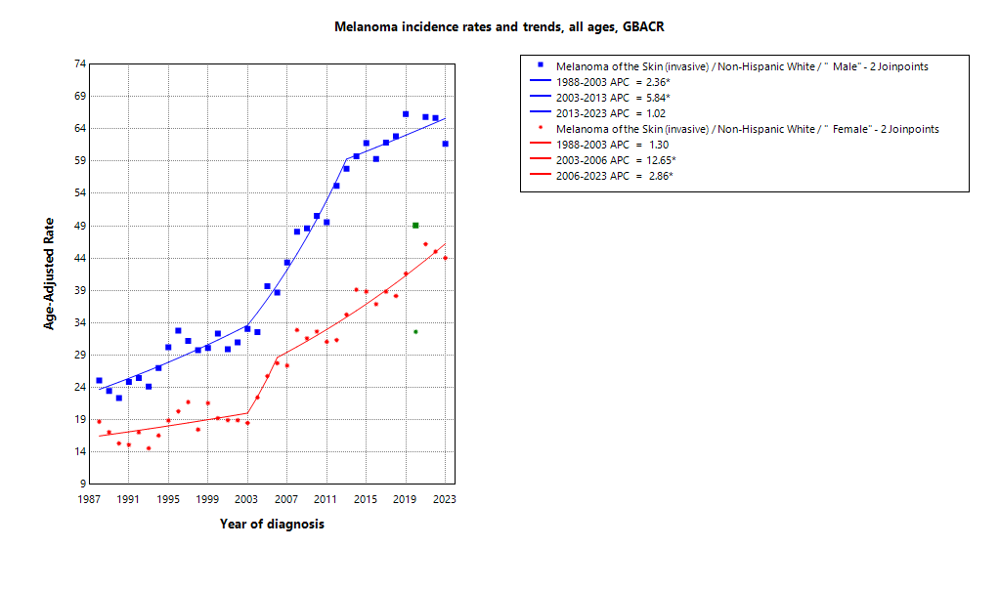 Melanoma incidence rates and trends, all ages, GBACR
74
69
64
59
54
49
44
39
34
29
24
19
14
9
Age-Adjusted Rate
1987 1991 1995 1999 2003 2007 2011 2015 2019 2023
Year of diagnosis
Melanoma of the Skin (invasive) / Non-Hispanic White / " Male" - 2 Joinpoints
1988-2003 APC = 2.36*
2003-2013 APC = 5.84*
2013-2023 APC = 1.02
Melanoma of the Skin (invasive) / Non-Hispanic White / " Female" - 2 Joinpoints
1988-2003 APC = 1.30
2003-2006 APC = 12.65*
2006-2023 APC = 2.86*